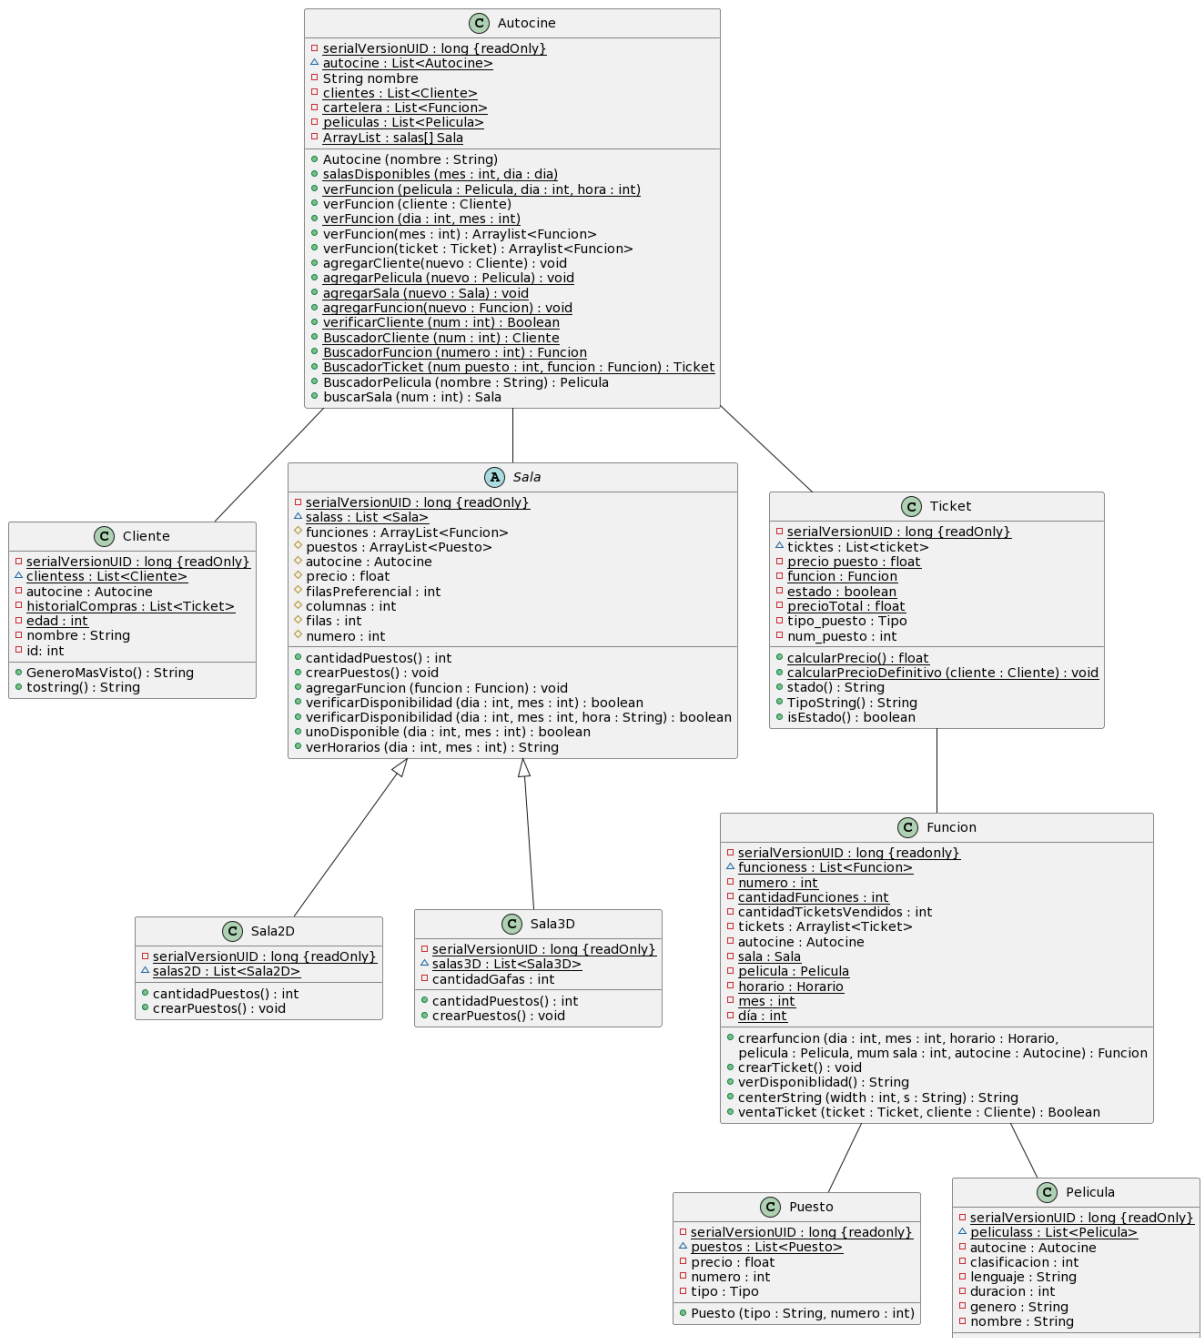 C Autocine
serialVersionUID : long {readOnly}
autocine : List<Autocine>
String nombre
clientes : List<Cliente>
cartelera : List<Funcion>
peliculas : List<Pelicula>
ArrayList : salas[] Sala
Autocine (nombre : String)
salasDisponibles (mes : int, dia : dia)
verFuncion (pelicula : Pelicula, dia : int, hora : int)
verFuncion (cliente : Cliente)
verFuncion (dia : int, mes : int)
verFuncion(mes : int) : Arraylist<Funcion>
verFuncion(ticket : Ticket) : Arraylist<Funcion>
agregarCliente(nuevo : Cliente) : void
agregarPelicula (nuevo : Pelicula) : void
agregarSala (nuevo : Sala) : void
agregarFuncion(nuevo : Funcion) : void
verificarCliente (num : int) : Boolean
BuscadorCliente (num : int) : Cliente
BuscadorFuncion (numero : int) : Funcion
BuscadorTicket (num puesto : int, funcion : Funcion) : Ticket
BuscadorPelicula (nombre : String) : Pelicula
buscarSala (num : int) : Sala
C Cliente
serialVersionUID : long {readOnly}
clientess : List<Cliente>
autocine : Autocine
historialCompras : List<Ticket>
edad : int
nombre : String
id: int
GeneroMasVisto() : String
tostring() : String
A Sala
serialVersionUID : long {readOnly}
salass : List <Sala>
funciones : ArrayList<Funcion>
puestos : ArrayList<Puesto>
autocine : Autocine
precio : float
filasPreferencial : int
columnas : int
filas : int
numero : int
cantidadPuestos() : int
crearPuestos() : void
agregarFuncion (funcion : Funcion) : void
verificarDisponibilidad (dia : int, mes : int) : boolean
verificarDisponibilidad (dia : int, mes : int, hora : String) : boolean
unoDisponible (dia : int, mes : int) : boolean
verHorarios (dia : int, mes : int) : String
C Ticket
serialVersionUID : long {readOnly}
ticktes : List<ticket>
precio puesto : float
funcion : Funcion
estado : boolean
precioTotal : float
tipo_puesto : Tipo
num_puesto : int
calcularPrecio() : float
calcularPrecioDefinitivo (cliente : Cliente) : void
stado() : String
TipoString() : String
isEstado() : boolean
C Sala2D
serialVersionUID : long {readOnly}
salas2D : List<Sala2D>
cantidadPuestos() : int
crearPuestos() : void
C Sala3D
serialVersionUID : long {readOnly}
salas3D : List<Sala3D>
cantidadGafas : int
cantidadPuestos() : int
crearPuestos() : void
C Funcion
serialVersionUID : long {readonly}
funcioness : List<Funcion>
numero : int
cantidadFunciones : int
cantidadTicketsVendidos : int
tickets : Arraylist<Ticket>
autocine : Autocine
sala : Sala
pelicula : Pelicula
horario : Horario
mes : int
día : int
crearfuncion (dia : int, mes : int, horario : Horario,
pelicula : Pelicula, mum sala : int, autocine : Autocine) : Funcion
crearTicket() : void
verDisponiblidad() : String
centerString (width : int, s : String) : String
ventaTicket (ticket : Ticket, cliente : Cliente) : Boolean
C Puesto
serialVersionUID : long {readonly}
puestos : List<Puesto>
precio : float
numero : int
tipo : Tipo
Puesto (tipo : String, numero : int)
C Pelicula
serialVersionUID : long {readOnly}
peliculass : List<Pelicula>
autocine : Autocine
clasificacion : int
lenguaje : String
duracion : int
genero : String
nombre : String